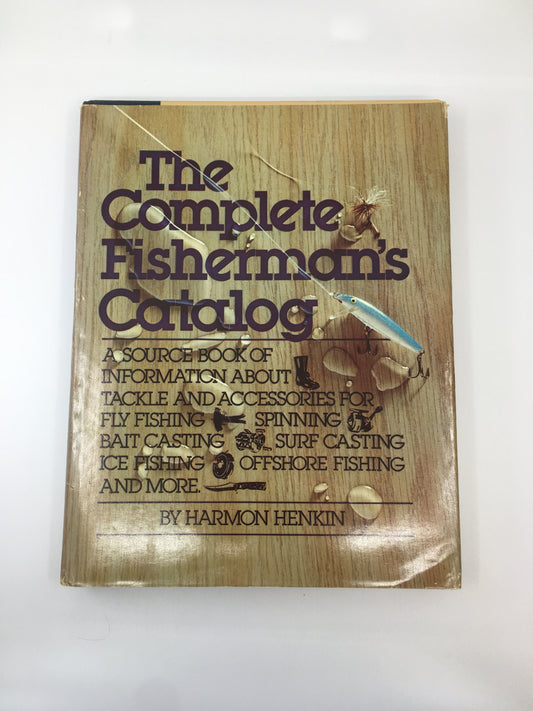 The
Complete
Fisherman's
Catalog
A SOURCE BOOK OF
INFORMATION ABOUT
TACKLE AND ACCESSORIES FOR
FLY FISHING SPINNING
BAIT CASTING SURF CASTING
ICE FISHING OFFSHORE FISHING
AND MORE.
BY HARMON HENKIN